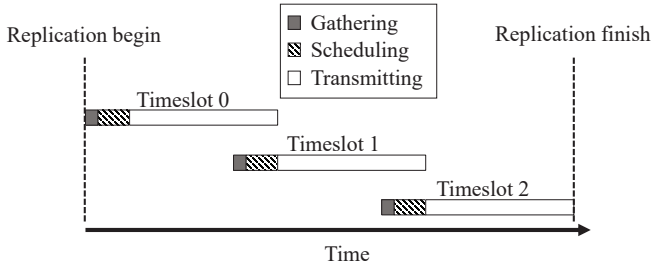 Gathering
Replication begin
Replication finish
Scheduling
Transmitting
Timeslot 0
Timeslot 1
Timeslot 2
Time